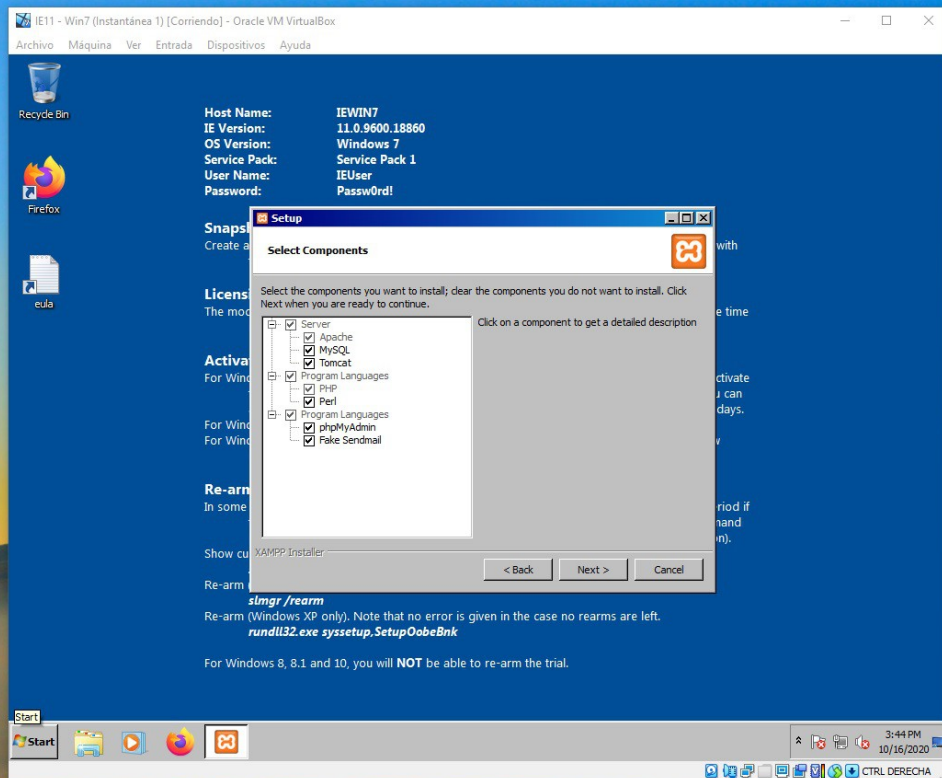 IE11 - Win7 (Instantánea 1) [Corriendo] - Oracle VM VirtualBox
Archivo Máquina Ver Entrada Dispositivos Ayuda
Recycle Bin
Firefox
eula
Host Name: IEWIN7
IE Version: 11.0.9600.18860
OS Version: Windows 7
Service Pack: Service Pack 1
User Name: IEUser
Password: Passw0rd!
Snaps
Create a with
Licensi
The mod e time
Activa
For Wind ctivate
u can
days.
For Wind
For Wind w
Re-arm
In some riod if
mand
on).
Show cu
Re-arm
slmgr /rearm
Re-arm (Windows XP only). Note that no error is given in the case no rearms are left.
rundll32.exe syssetup,SetupOobeBnk
For Windows 8, 8.1 and 10, you will NOT be able to re-arm the trial.
Setup
Select Components
Select the components you want to install; clear the components you do not want to install. Click
Next when you are ready to continue.
Server
Apache
MySQL
Tomcat
Program Languages
PHP
Perl
Program Languages
phpMyAdmin
Fake Sendmail
Click on a component to get a detailed description
XAMPP Installer
< Back Next > Cancel
Start
Start
3:44 PM
10/16/2020
CTRL DERECHA